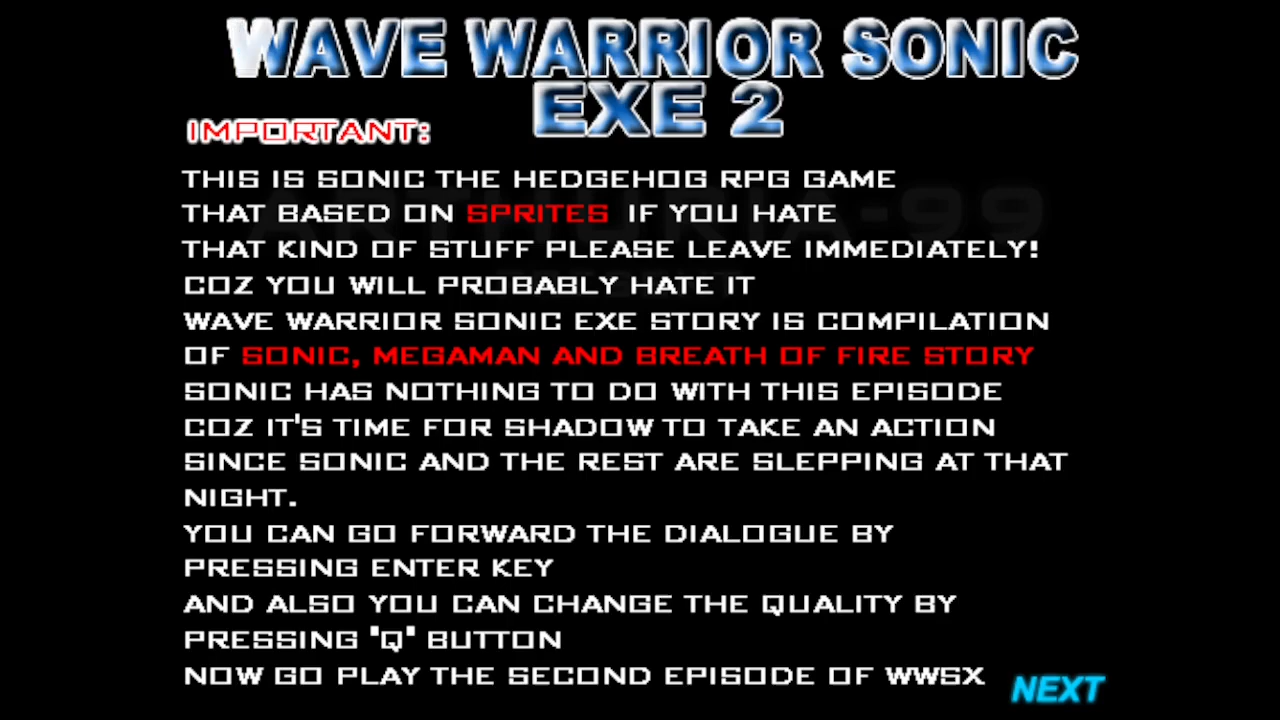 WAVE WARRIOR SONIC
EXE 2
IMPORTANT:
THIS IS SONIC THE HEDGEHOG RPG GAME
THAT BASED ON SPRITES IF YOU HATE
THAT KIND OF STUFF PLEASE LEAVE IMMEDIATELY!
COZ YOU WILL PROBABLY HATE IT
WAVE WARRIOR SONIC EXE STORY IS COMPILATION
OF SONIC, MEGAMAN AND BREATH OF FIRE STORY
SONIC HAS NOTHING TO DO WITH THIS EPISODE
COZ IT'S TIME FOR SHADOW TO TAKE AN ACTION
SINCE SONIC AND THE REST ARE SLEPPING AT THAT
NIGHT.
YOU CAN GO FORWARD THE DIALOGUE BY
PRESSING ENTER KEY
AND ALSO YOU CAN CHANGE THE QUALITY BY
PRESSING "Q" BUTTON
NOW GO PLAY THE SECOND EPISODE OF WWSX
NEXT